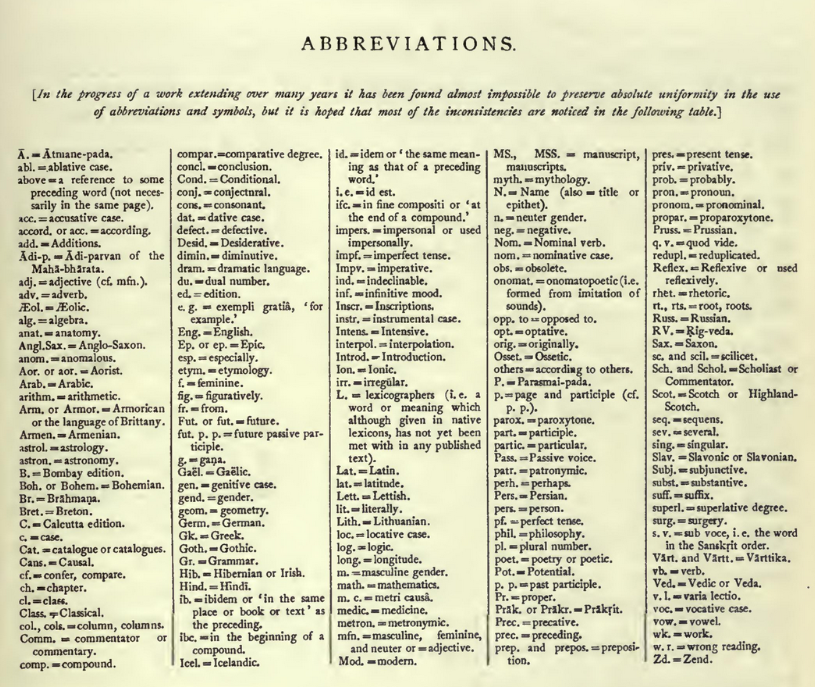 ABBREVIATIONS.
[In the progress of a work extending over many years it has been found almost impossible to preserve absolute uniformity in the use
of abbreviations and symbols, but it is hoped that most of the inconsistencies are noticed in the following table.]
Ā. = Ātmane-pada.
abl. = ablative case.
above = a reference to some
preceding word (not neces-
sarily in the same page).
acc. = accusative case.
accord. or acc. = according.
add. = Additions.
Ādi-p. = Ādi-parvan of the
Mahā-bhārata.
adj. = adjective (cf. mfn.).
adv. = adverb.
Æol. = Æolic.
alg. = algebra.
anat. = anatomy.
Angl.Sax. = Anglo-Saxon.
anom. = anomalous.
Aor. or aor. = Aorist.
Arab. = Arabic.
arithm. = arithmetic.
Arm. or Armor. = Armorican
or the language of Brittany.
Armen. = Armenian.
astrol. = astrology.
astron. = astronomy.
B. = Bombay edition.
Boh. or Bohem. = Bohemian.
Br. = Brāhmaṇa.
Bret. = Breton.
C. = Calcutta edition.
c. = case.
Cat. = catalogue or catalogues.
Caus. = Causal.
cf. = confer, compare.
ch. = chapter.
cl. = class.
Class. = Classical.
col., cols. = column, columns.
Comm. = commentator or
commentary.
comp. = compound.
compar. = comparative degree.
concl. = conclusion.
Cond. = Conditional.
conj. = conjectural.
cons. = consonant.
dat. = dative case.
defect. = defective.
Desid. = Desiderative.
dimin. = diminutive.
dram. = dramatic language.
du. = dual number.
ed. = edition.
e. g. = exempli gratiâ, ‘for
example.’
Eng. = English.
Ep. or ep. = Epic.
esp. = especially.
etym. = etymology.
f. = feminine.
fig. = figuratively.
fr. = from.
Fut. or fut. = future.
fut. p. p. = future passive par-
ticiple.
g. = gaṇa.
Gaël. = Gaëlic.
gen. = genitive case.
gend. = gender.
geom. = geometry.
Germ. = German.
Gk. = Greek.
Goth. = Gothic.
Gr. = Grammar.
Hib. = Hibernian or Irish.
Hind. = Hindī.
ib. = ibidem or ‘in the same
place or book or text’ as
the preceding.
ibc. = in the beginning of a
compound.
Icel. = Icelandic.
id. = idem or ‘the same mean-
ing as that of a preceding
word.’
i. e. = id est.
ifc. = in fine compositi or ‘at
the end of a compound.’
impers. = impersonal or used
impersonally.
impf. = imperfect tense.
Impv. = imperative.
ind. = indeclinable.
inf. = infinitive mood.
Inscr. = Inscriptions.
instr. = instrumental case.
Intens. = Intensive.
interpol. = interpolation.
Introd. = Introduction.
Ion. = Ionic.
irr. = irregular.
L. = lexicographers (i. e. a
word or meaning which
although given in native
lexicons, has not yet been
met with in any published
text).
Lat. = Latin.
lat. = latitude.
Lett. = Lettish.
lit. = literally.
Lith. = Lithuanian.
loc. = locative case.
log. = logic.
long. = longitude.
m. = masculine gender.
math. = mathematics.
m. c. = metri causâ.
medic. = medicine.
metron. = metronymic.
mfn. = masculine, feminine,
and neuter or = adjective.
Mod. = modern.
MS., MSS. = manuscript,
manuscripts.
myth. = mythology.
N. = Name (also = title or
epithet).
n. = neuter gender.
neg. = negative.
Nom. = Nominal verb.
nom. = nominative case.
obs. = obsolete.
onomat. = onomatopoetic (i.e.
formed from imitation of
sounds).
opp. to = opposed to.
opt. = optative.
orig. = originally.
Osset. = Ossetic.
others = according to others.
P. = Parasmai-pada.
p. = page and participle (cf.
p. p.).
parox. = paroxytone.
part. = participle.
partic. = particular.
Pass. = Passive voice.
patr. = patronymic.
perh. = perhaps.
Pers. = Persian.
pers. = person.
pf. = perfect tense.
phil. = philosophy.
pl. = plural number.
poet. = poetry or poetic.
Pot. = Potential.
p. p. = past participle.
Pr. = proper.
Prāk. or Prākr. = Prākṛit.
Prec. = precative.
prec. = preceding.
prep. and prepos. = preposi-
tion.
pres. = present tense.
priv. = privative.
prob. = probably.
pron. = pronoun.
pronom. = pronominal.
propar. = proparoxytone.
Pruss. = Prussian.
q. v. = quod vide.
redupl. = reduplicated.
Reflex. = Reflexive or used
reflexively.
rhet. = rhetoric.
rt., rts. = root, roots.
Russ. = Russian.
RV. = Ṛig-veda.
Sax. = Saxon.
sc. and scil. = scilicet.
Sch. and Schol. = Scholiast or
Commentator.
Scot. = Scotch or Highland-
Scotch.
seq. = sequens.
sev. = several.
sing. = singular.
Slav. = Slavonic or Slavonian.
Subj. = subjunctive.
subst. = substantive.
suff. = suffix.
superl. = superlative degree.
surg. = surgery.
s. v. = sub voce, i. e. the word
in the Sanskṛit order.
Vārt. and Vārtt. = Vārttika.
vb. = verb.
Ved. = Vedic or Veda.
v. l. = varia lectio.
voc. = vocative case.
vow. = vowel.
wk. = work.
w. r. = wrong reading.
Zd. = Zend.